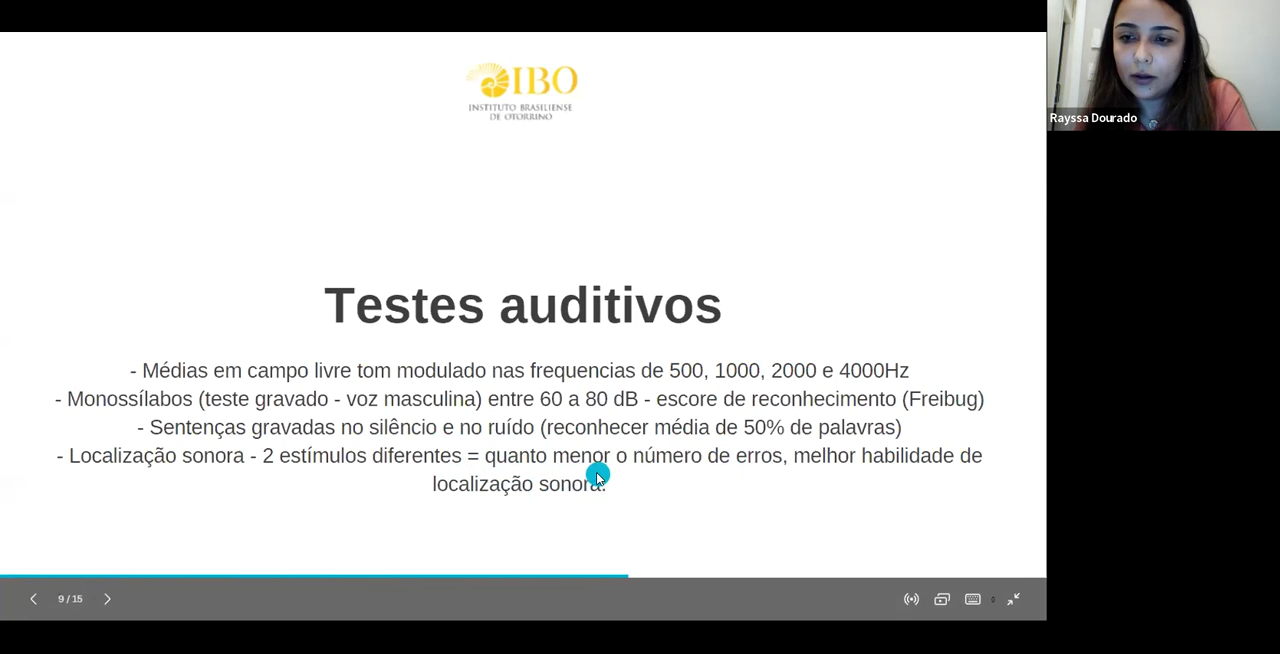 IBO
INSTITUTO BRASILIENSE
DE OTORRINO
Rayssa Dourado
Testes auditivos
- Médias em campo livre tom modulado nas frequencias de 500, 1000, 2000 e 4000Hz
- Monossílabos (teste gravado - voz masculina) entre 60 a 80 dB - escore de reconhecimento (Freibug)
- Sentenças gravadas no silêncio e no ruído (reconhecer média de 50% de palavras)
- Localização sonora - 2 estímulos diferentes = quanto menor o número de erros, melhor habilidade de
localização sonora.
9 / 15
0